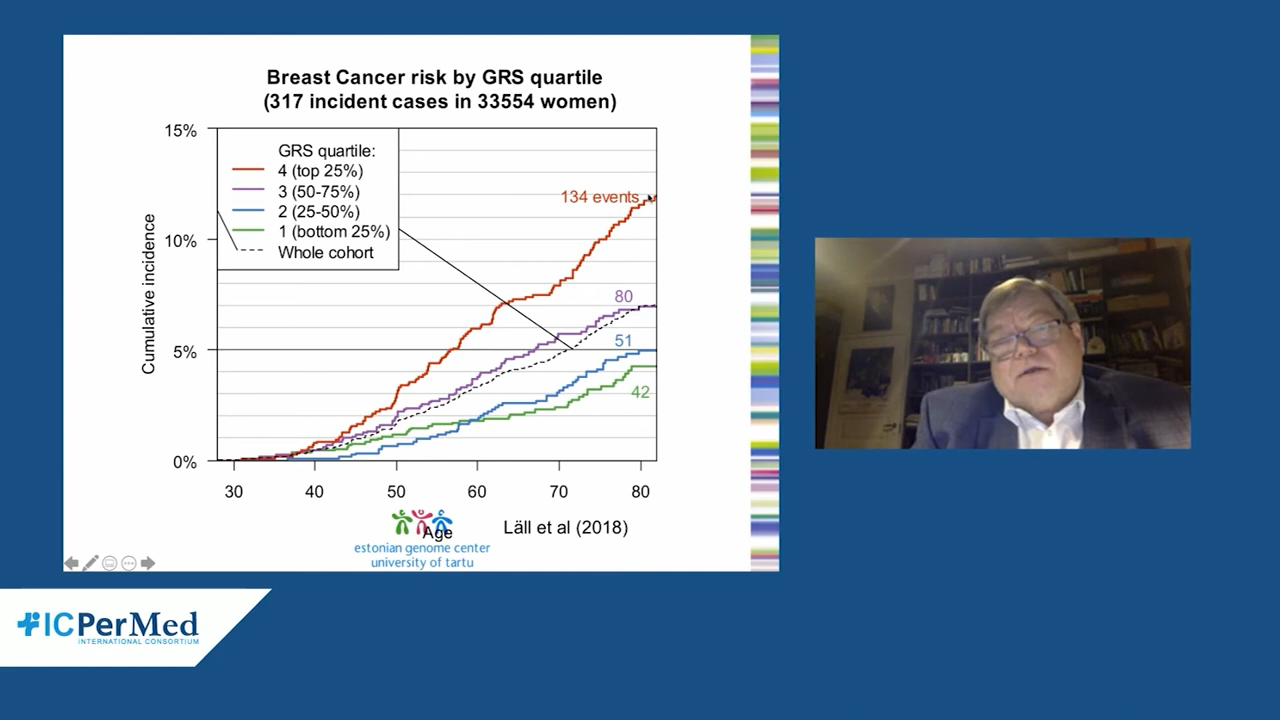 Breast Cancer risk by GRS quartile
(317 incident cases in 33554 women)
15%
10%
5%
0%
Cumulative incidence
GRS quartile:
4 (top 25%)
3 (50-75%)
2 (25-50%)
1 (bottom 25%)
Whole cohort
134 events
80
51
42
30 40 50 60 70 80
Age
Läll et al (2018)
estonian genome center
university of tartu
ICPerMed
INTERNATIONAL CONSORTIUM